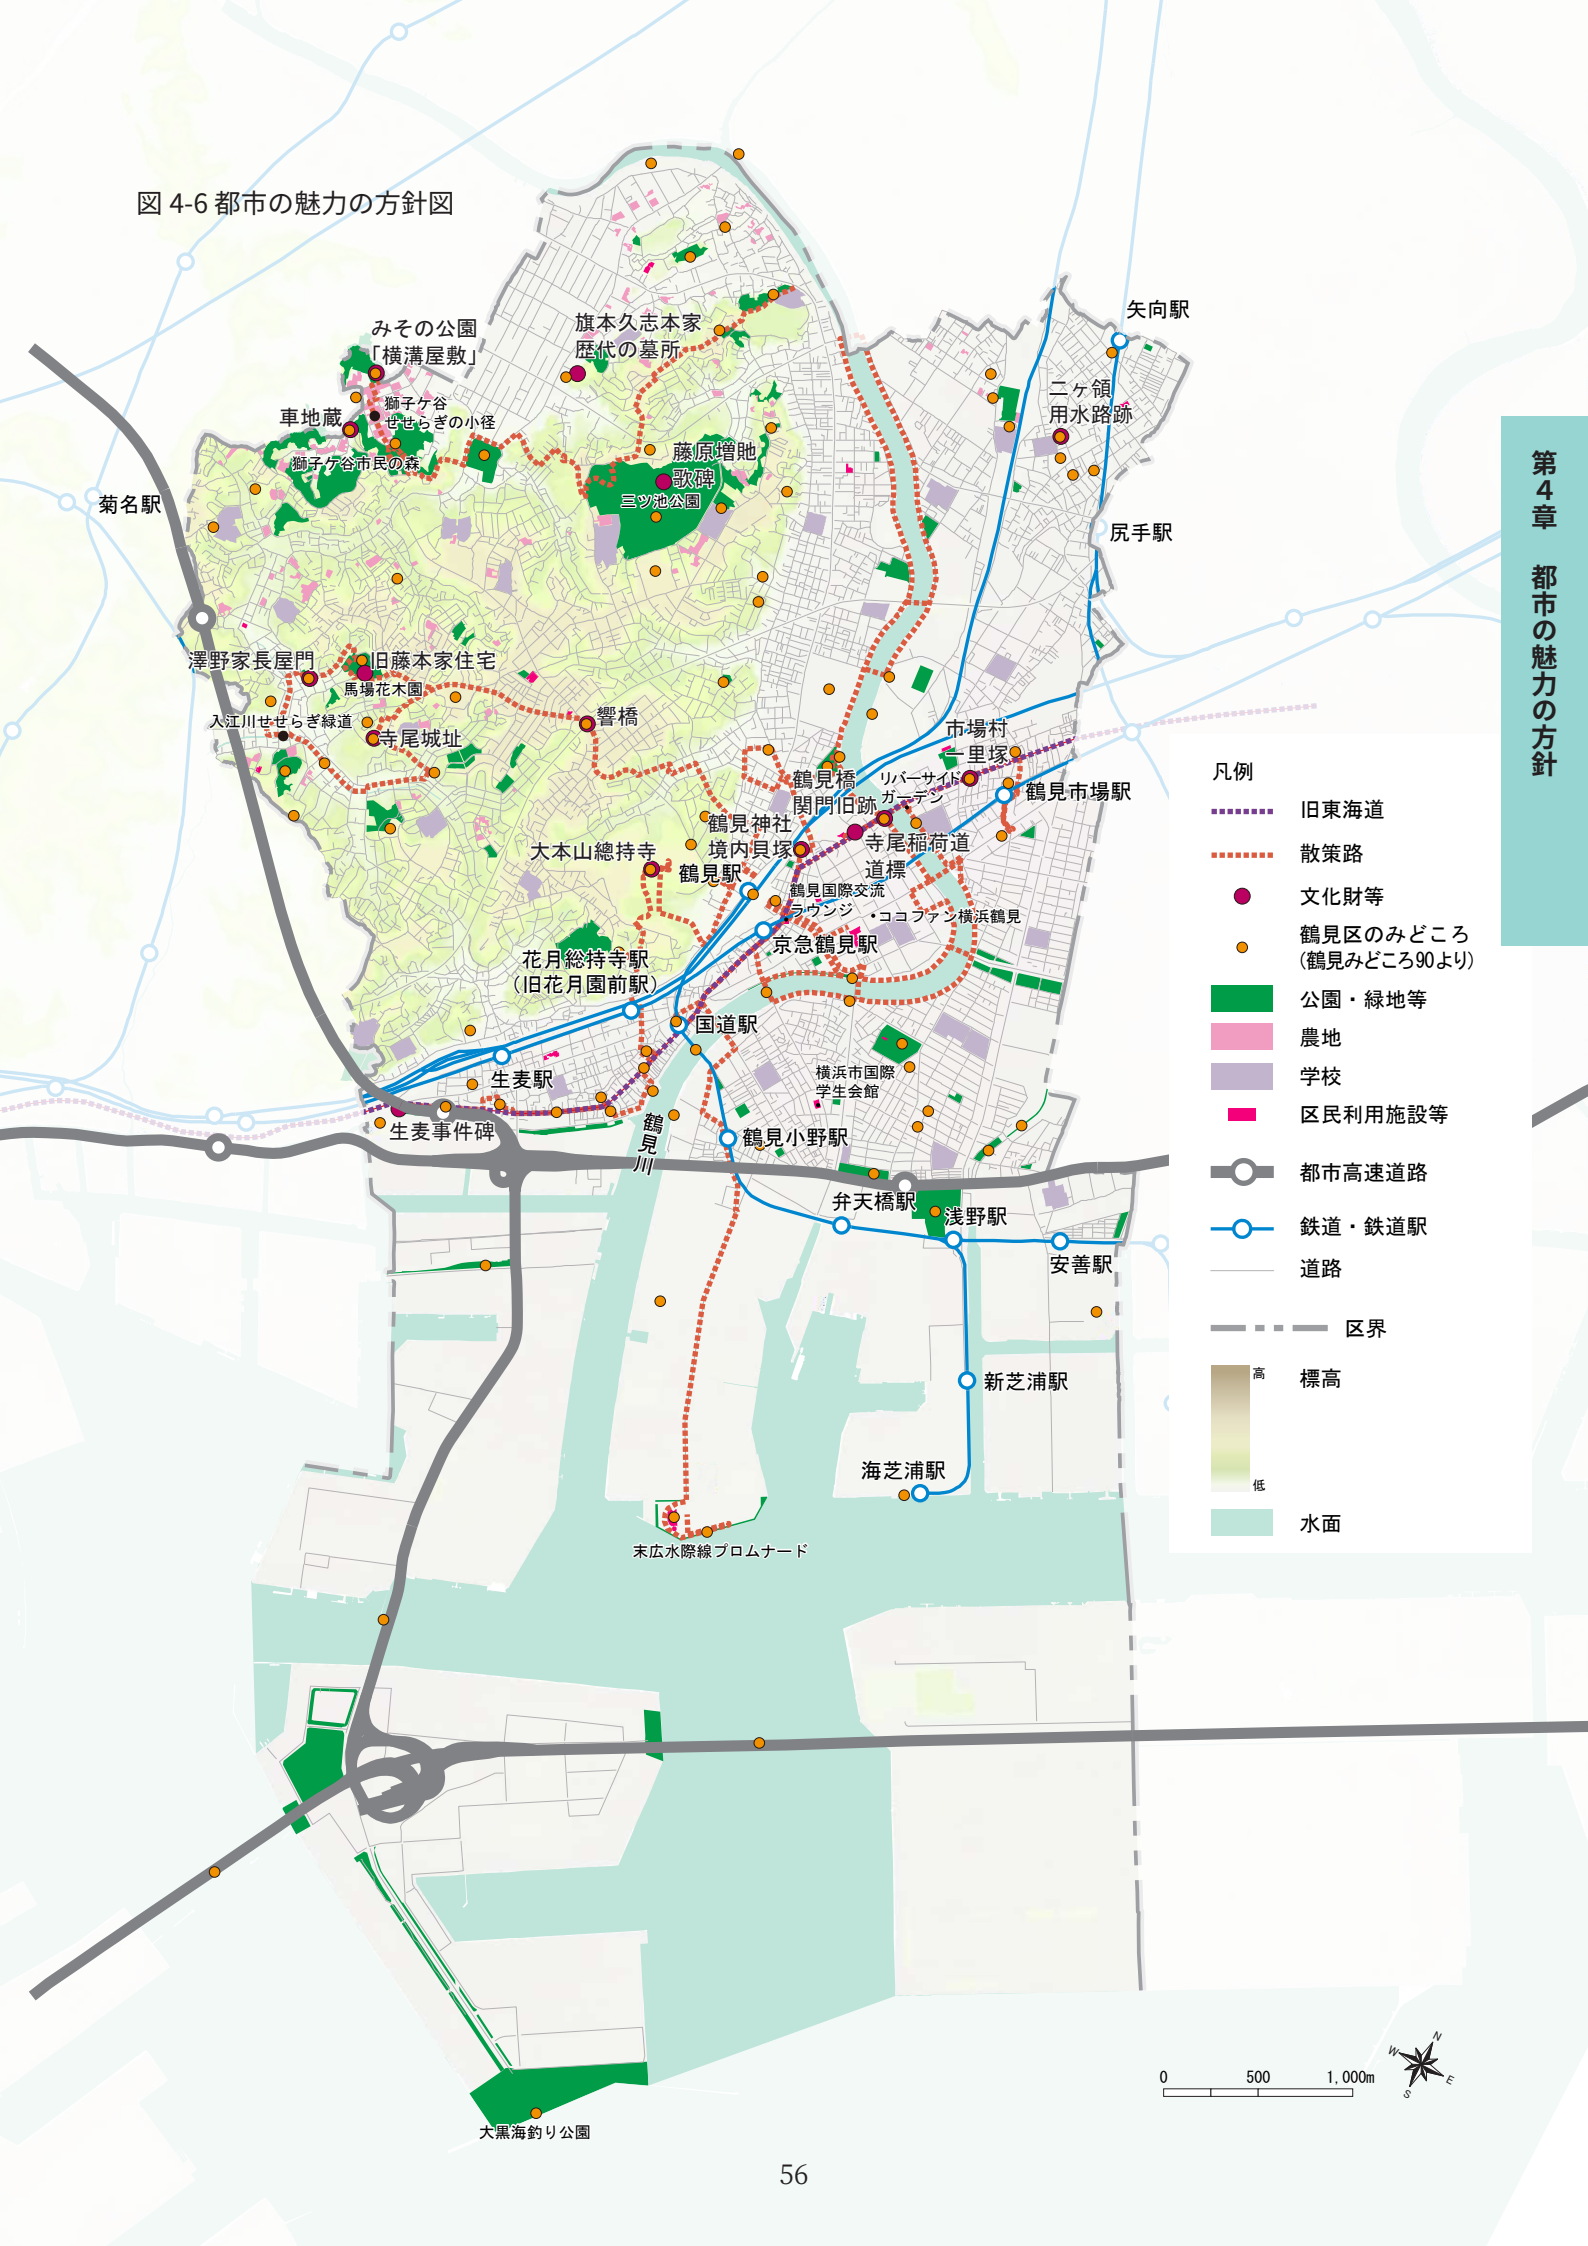 図 4-6 都市の魅力の方針図
みその公園
「横溝屋敷」
旗本久志本家
歴代の墓所
矢向駅
獅子ケ谷
せせらぎの小径
車地蔵
獅子ケ谷市民の森
藤原増貤
歌碑
三ツ池公園
二ヶ領
用水路跡
菊名駅
尻手駅
第4章 都市の魅力の方針
澤野家長屋門
旧藤本家住宅
馬場花木園
入江川せせらぎ緑道
寺尾城址
響橋
市場村
一里塚
鶴見橋
関門旧跡
リバーサイド
ガーデン
鶴見市場駅
鶴見神社
境内貝塚
寺尾稲荷道
道標
大本山總持寺
鶴見駅
鶴見国際交流
ラウンジ
ココファン横浜鶴見
京急鶴見駅
花月総持寺駅
(旧花月園前駅)
国道駅
生麦駅
横浜市国際
学生会館
生麦事件碑
鶴見川
鶴見小野駅
弁天橋駅
浅野駅
安善駅
新芝浦駅
海芝浦駅
末広水際線プロムナード
大黒海釣り公園
凡例
旧東海道
散策路
文化財等
鶴見区のみどころ
(鶴見みどころ90より)
公園・緑地等
農地
学校
区民利用施設等
都市高速道路
鉄道・鉄道駅
道路
区界
高
標高
低
水面
0 500 1,000m
N
W
E
S
56